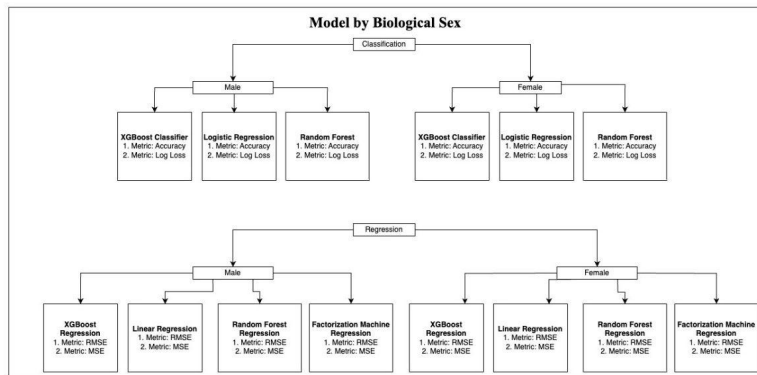 Model by Biological Sex
Classification
Male
Female
XGBoost Classifier
1. Metric: Accuracy
2. Metric: Log Loss
Logistic Regression
1. Metric: Accuracy
2. Metric: Log Loss
Random Forest
1. Metric: Accuracy
2. Metric: Log Loss
XGBoost Classifier
1. Metric: Accuracy
2. Metric: Log Loss
Logistic Regression
1. Metric: Accuracy
2. Metric: Log Loss
Random Forest
1. Metric: Accuracy
2. Metric: Log Loss
Regression
Male
Female
XGBoost
Regression
1. Metric: RMSE
2. Metric: MSE
Linear Regression
1. Metric: RMSE
2. Metric: MSE
Random Forest
Regression
1. Metric: RMSE
2. Metric: MSE
Factorization Machine
Regression
1. Metric: RMSE
2. Metric: MSE
XGBoost
Regression
1. Metric: RMSE
2. Metric: MSE
Linear Regression
1. Metric: RMSE
2. Metric: MSE
Random Forest
Regression
1. Metric: RMSE
2. Metric: MSE
Factorization Machine
Regression
1. Metric: RMSE
2. Metric: MSE